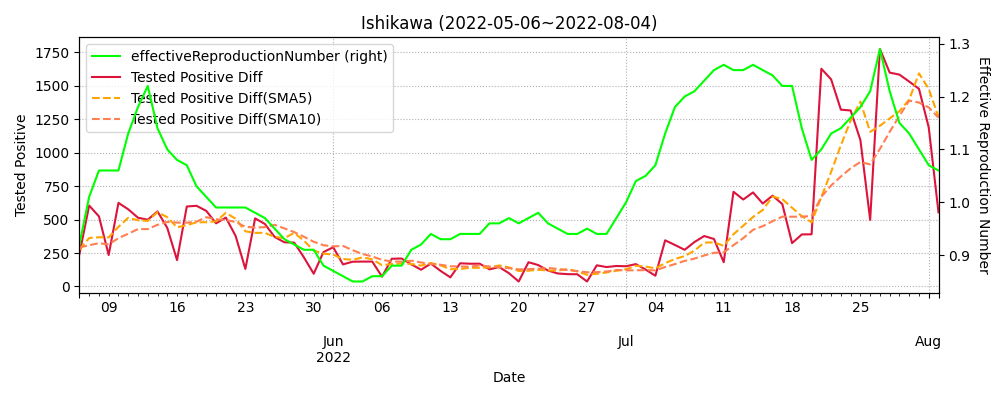 Ishikawa (2022-05-06~2022-08-04)
effectiveReproductionNumber (right)
Tested Positive Diff
Tested Positive Diff(SMA5)
Tested Positive Diff(SMA10)
Tested Positive
1750
1500
1250
1000
750
500
250
0
1.3
1.2
1.1
1.0
0.9
Effective Reproduction Number
09 16 23 30 06 13 20 27 04 11 18 25
Jun Jul Aug
2022
Date